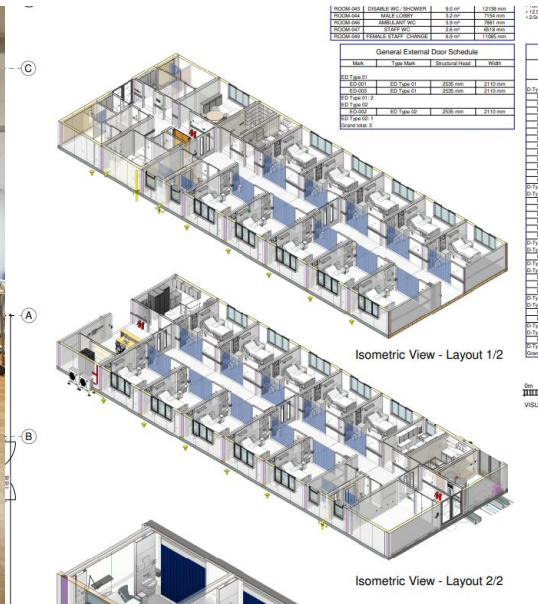 ROOM-043 DISABLE WC / SHOWER 9.0 m² 12138 mm
ROOM-044 MALE LOBBY 3.2 m² 7154 mm
ROOM-046 AMBULANT WC 3.9 m² 7881 mm
ROOM-047 STAFF WC 2.6 m² 6518 mm
ROOM-049 FEMALE STAFF CHANGE 6.9 m² 11085 mm
General External Door Schedule
Mark Type Mark Structural Head Width
ED Type 01
ED-001 ED Type 01 2535 mm 2110 mm
ED-003 ED Type 01 2535 mm 2110 mm
ED Type 01: 2
ED Type 02
ED-002 ED Type 02 2535 mm 2110 mm
ED Type 02: 1
Grand total: 3
C
Isometric View - Layout 1/2
A
B
0m
VISU
Isometric View - Layout 2/2